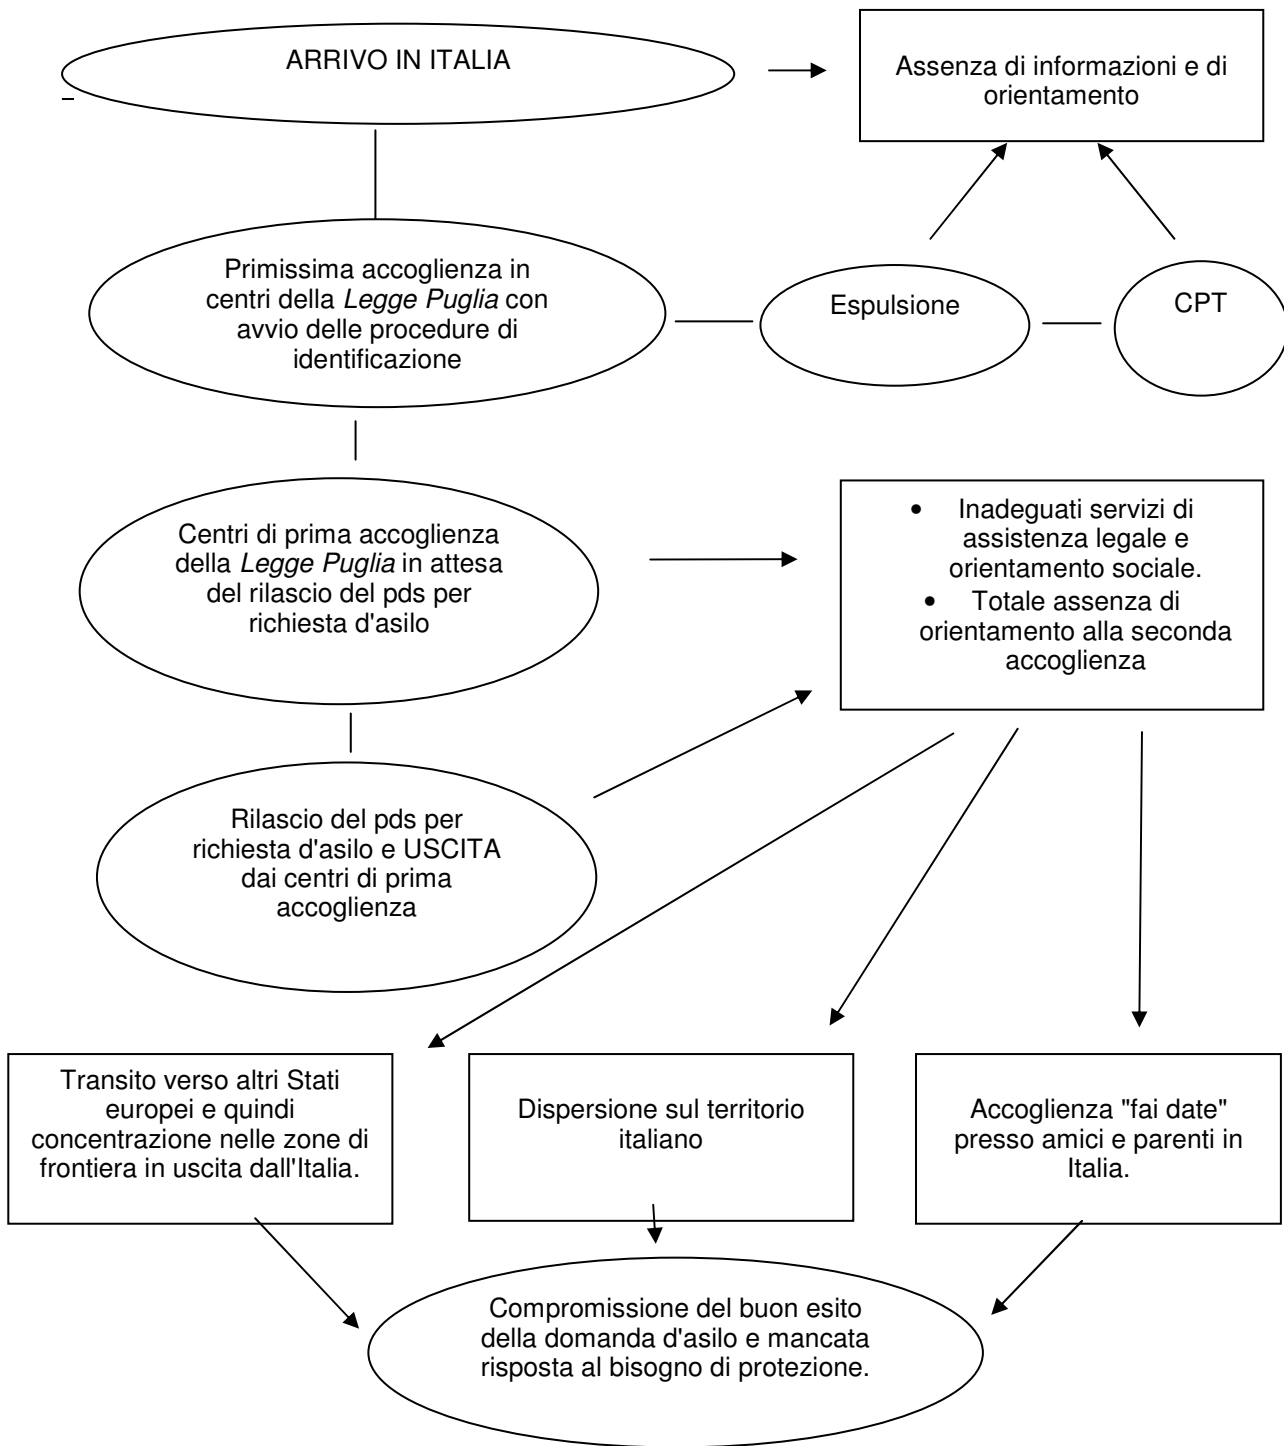 ARRIVO IN ITALIA
Assenza di informazioni e di
orientamento
Primissima accoglienza in
centri della Legge Puglia con
avvio delle procedure di
identificazione
Espulsione
CPT
Centri di prima accoglienza
della Legge Puglia in attesa
del rilascio del pds per
richiesta d'asilo
• Inadeguati servizi di
assistenza legale e
orientamento sociale.
• Totale assenza di
orientamento alla seconda
accoglienza
Rilascio del pds per
richiesta d'asilo e USCITA
dai centri di prima
accoglienza
Transito verso altri Stati
europei e quindi
concentrazione nelle zone di
frontiera in uscita dall'Italia.
Dispersione sul territorio
italiano
Accoglienza "fai date"
presso amici e parenti in
Italia.
Compromissione del buon esito
della domanda d'asilo e mancata
risposta al bisogno di protezione.